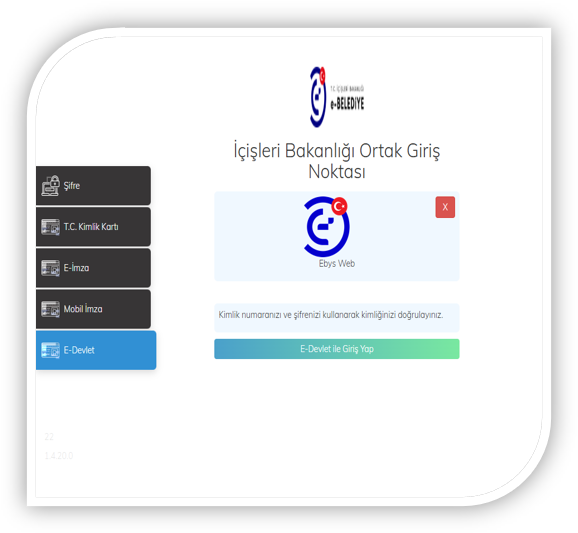 T.C. İÇİŞLERİ BAKANLIĞI
e-BELEDİYE
İçişleri Bakanlığı Ortak Giriş
Noktası
X
Ebys Web
Şifre
T.C. Kimlik Kartı
E-İmza
Mobil İmza
E-Devlet
Kimlik numaranızı ve şifrenizi kullanarak kimliğinizi doğrulayınız.
E-Devlet ile Giriş Yap
22
1.4.20.0